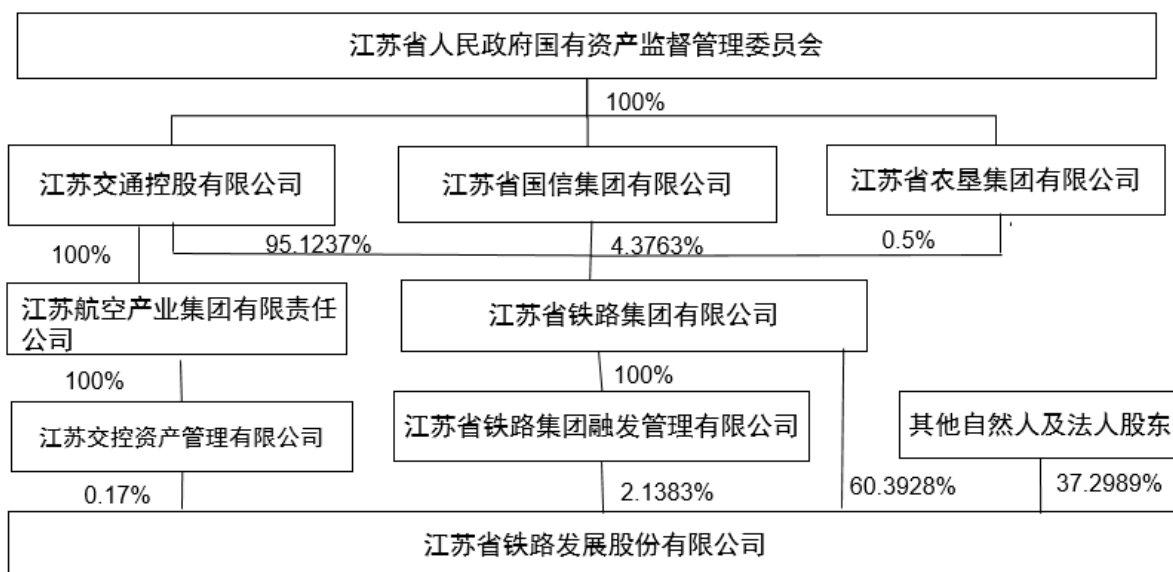 江苏省人民政府国有资产监督管理委员会
100%
江苏交通控股有限公司
江苏省国信集团有限公司
江苏省农垦集团有限公司
100%
95.1237%
4.3763%
0.5%
江苏航空产业集团有限责任
公司
江苏省铁路集团有限公司
100%
100%
江苏交控资产管理有限公司
江苏省铁路集团融发管理有限公司
其他自然人及法人股东
0.17%
2.1383%
60.3928%
37.2989%
江苏省铁路发展股份有限公司